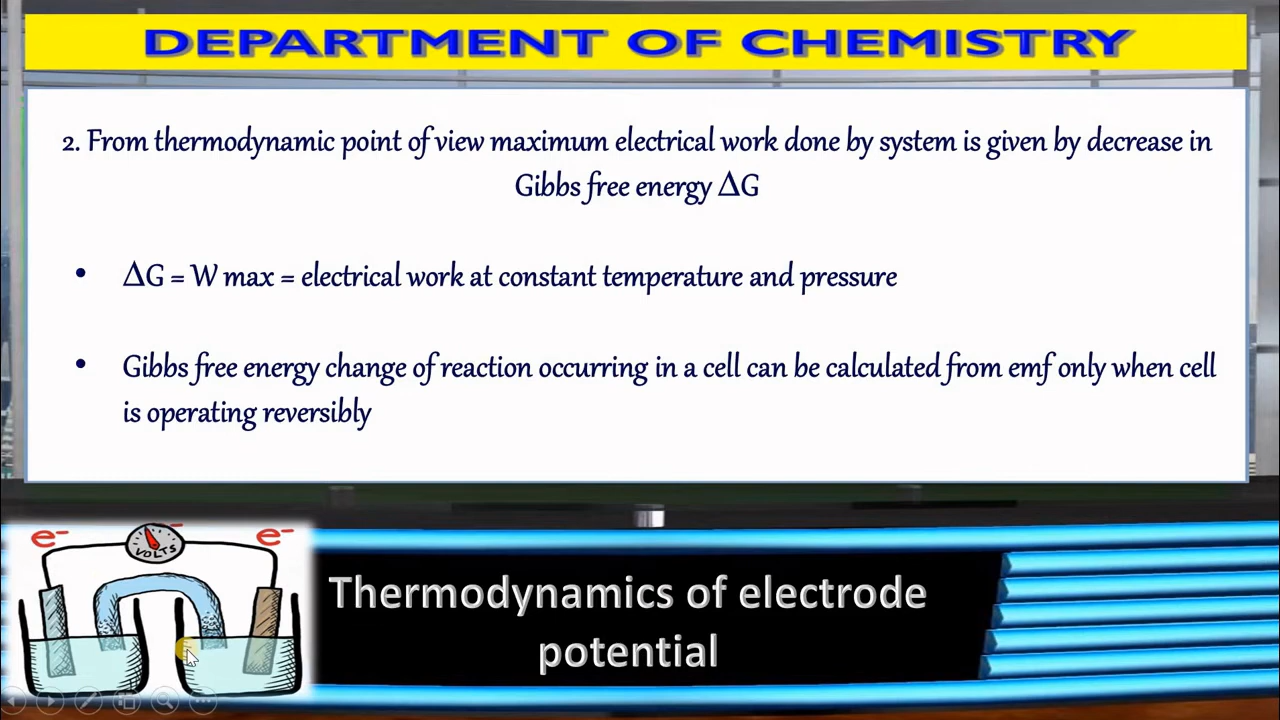 DEPARTMENT OF CHEMISTRY
2. From thermodynamic point of view maximum electrical work done by system is given by decrease in
Gibbs free energy ΔG
• ΔG = W max = electrical work at constant temperature and pressure
• Gibbs free energy change of reaction occurring in a cell can be calculated from emf only when cell
is operating reversibly
e-
e-
VOLTS
Thermodynamics of electrode
potential